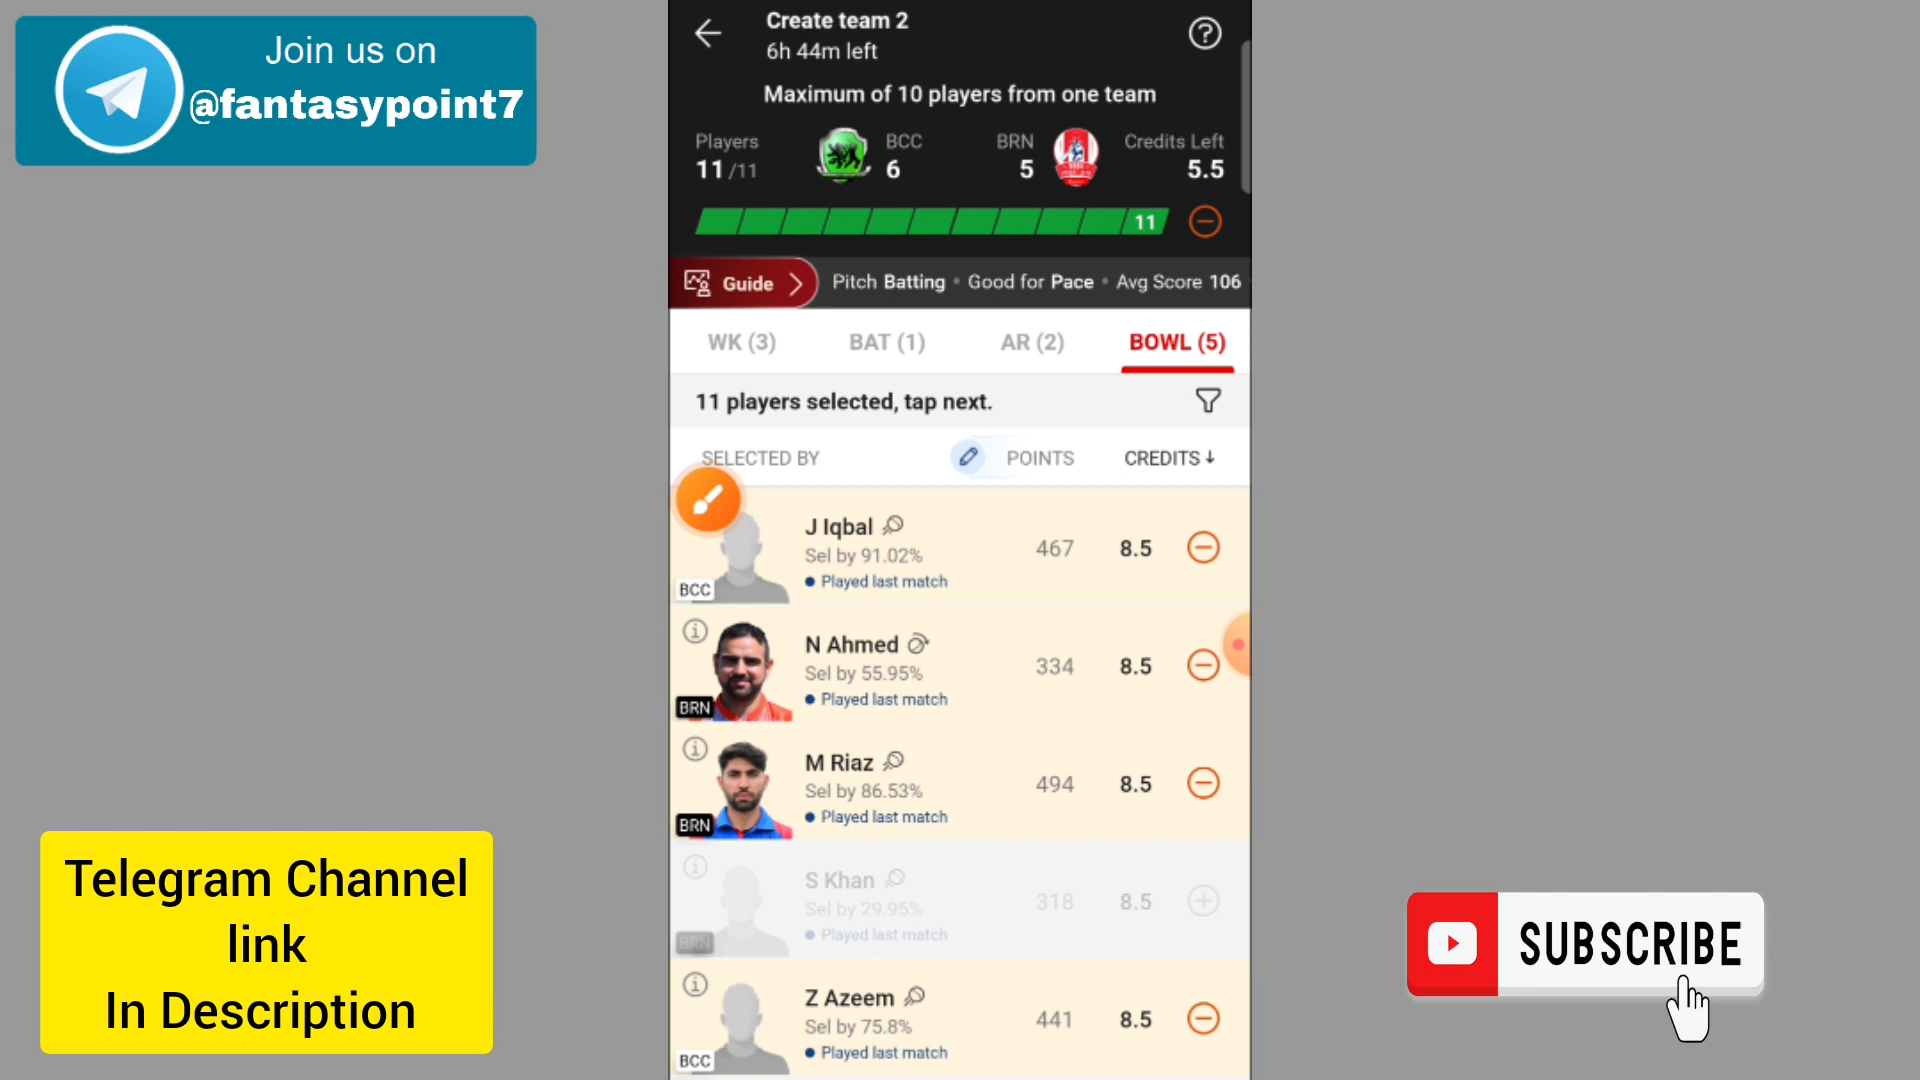 Join us on
@fantasypoint7
Create team 2
6h 44m left
Maximum of 10 players from one team
Players
11 /11
BCC
6
BRN
5
Credits Left
5.5
11
Guide
Pitch Batting • Good for Pace • Avg Score 106
WK (3)
BAT (1)
AR (2)
BOWL (5)
11 players selected, tap next.
SELECTED BY
POINTS
CREDITS ↓
J Iqbal
Sel by 91.02%
Played last match
BCC
467
8.5
N Ahmed
Sel by 55.95%
Played last match
BRN
334
8.5
M Riaz
Sel by 86.53%
Played last match
BRN
494
8.5
S Khan
Sel by 29.95%
Played last match
BRN
318
8.5
Z Azeem
Sel by 75.8%
Played last match
BCC
441
8.5
Telegram Channel
link
In Description
SUBSCRIBE